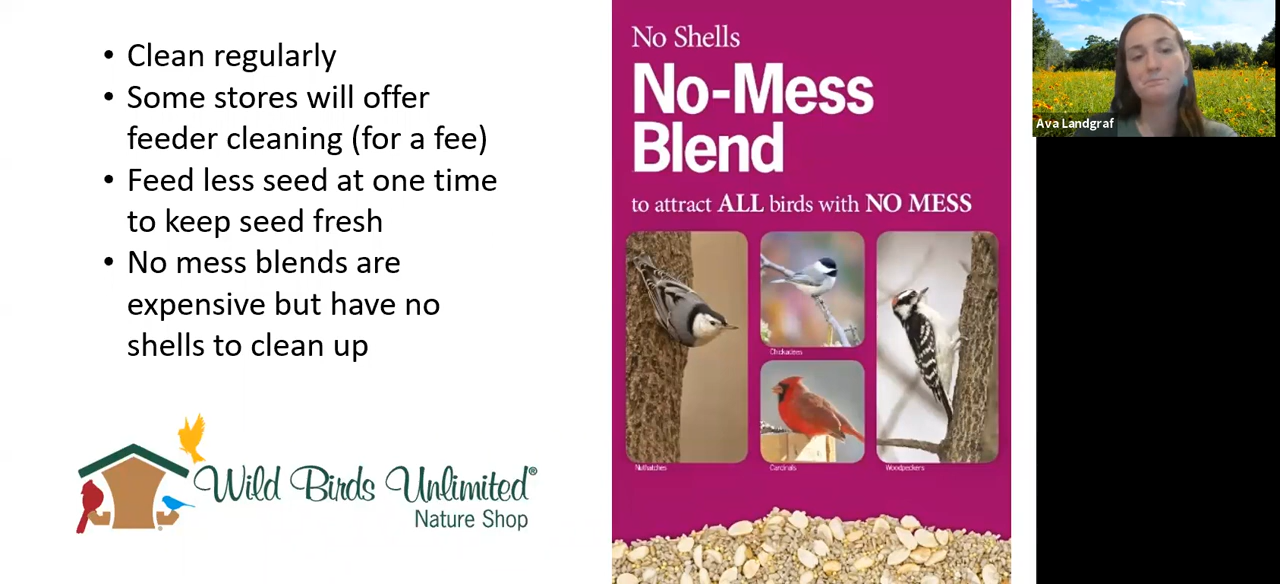 • Clean regularly
• Some stores will offer
feeder cleaning (for a fee)
• Feed less seed at one time
to keep seed fresh
• No mess blends are
expensive but have no
shells to clean up
Wild Birds Unlimited®
Nature Shop
No Shells
No-Mess
Blend
to attract ALL birds with NO MESS
Chickadees
Nuthatches
Cardinals
Woodpeckers
Ava Landgraf